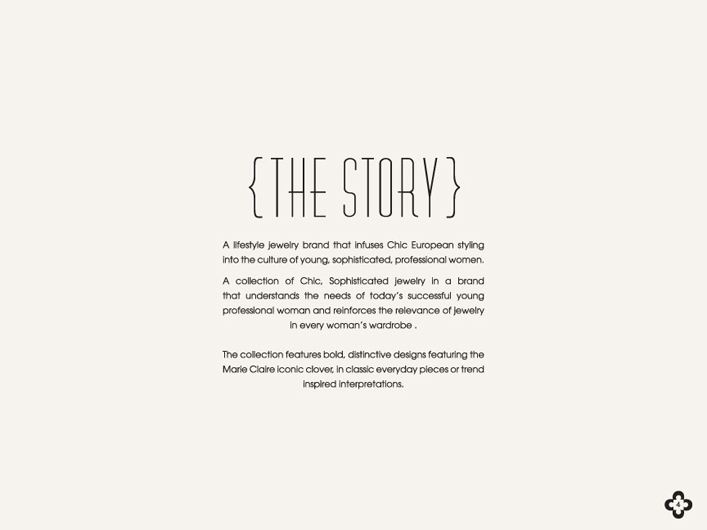 {THE STORY}
A lifestyle jewelry brand that infuses Chic European styling
into the culture of young, sophisticated, professional women.
A collection of Chic, Sophisticated jewelry in a brand
that understands the needs of today's successful young
professional woman and reinforces the relevance of jewelry
in every woman's wardrobe .
The collection features bold, distinctive designs featuring the
Marie Claire iconic clover, in classic everyday pieces or trend
inspired interpretations.
4